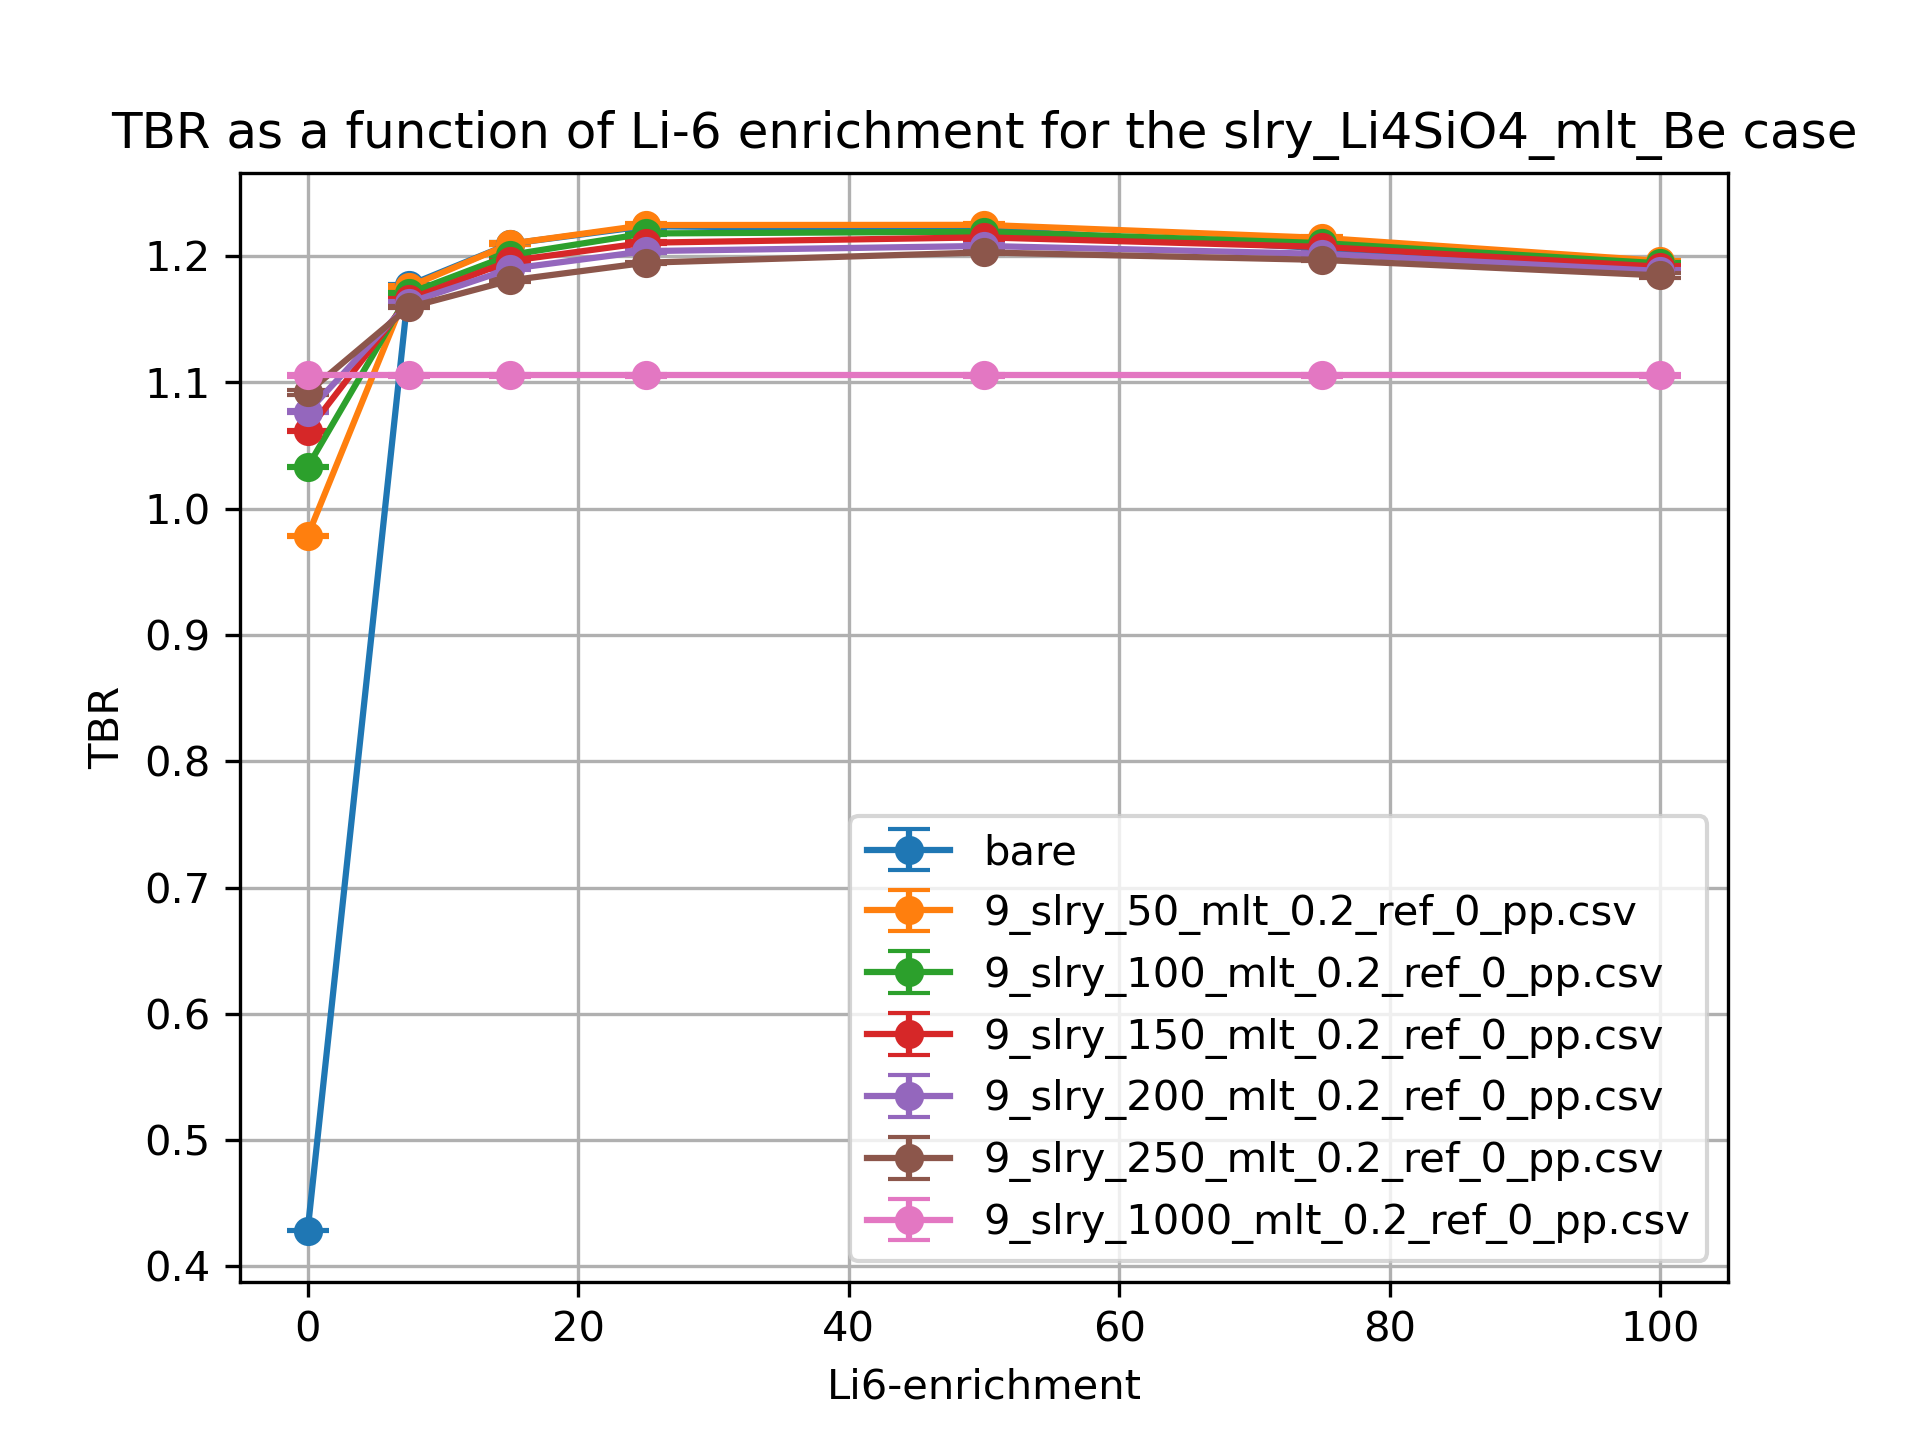 TBR as a function of Li-6 enrichment for the slry_Li4SiO4_mlt_Be case
TBR
1.2
1.1
1.0
0.9
0.8
0.7
0.6
0.5
0.4
bare
9_slry_50_mlt_0.2_ref_0_pp.csv
9_slry_100_mlt_0.2_ref_0_pp.csv
9_slry_150_mlt_0.2_ref_0_pp.csv
9_slry_200_mlt_0.2_ref_0_pp.csv
9_slry_250_mlt_0.2_ref_0_pp.csv
9_slry_1000_mlt_0.2_ref_0_pp.csv
0 20 40 60 80 100
Li6-enrichment